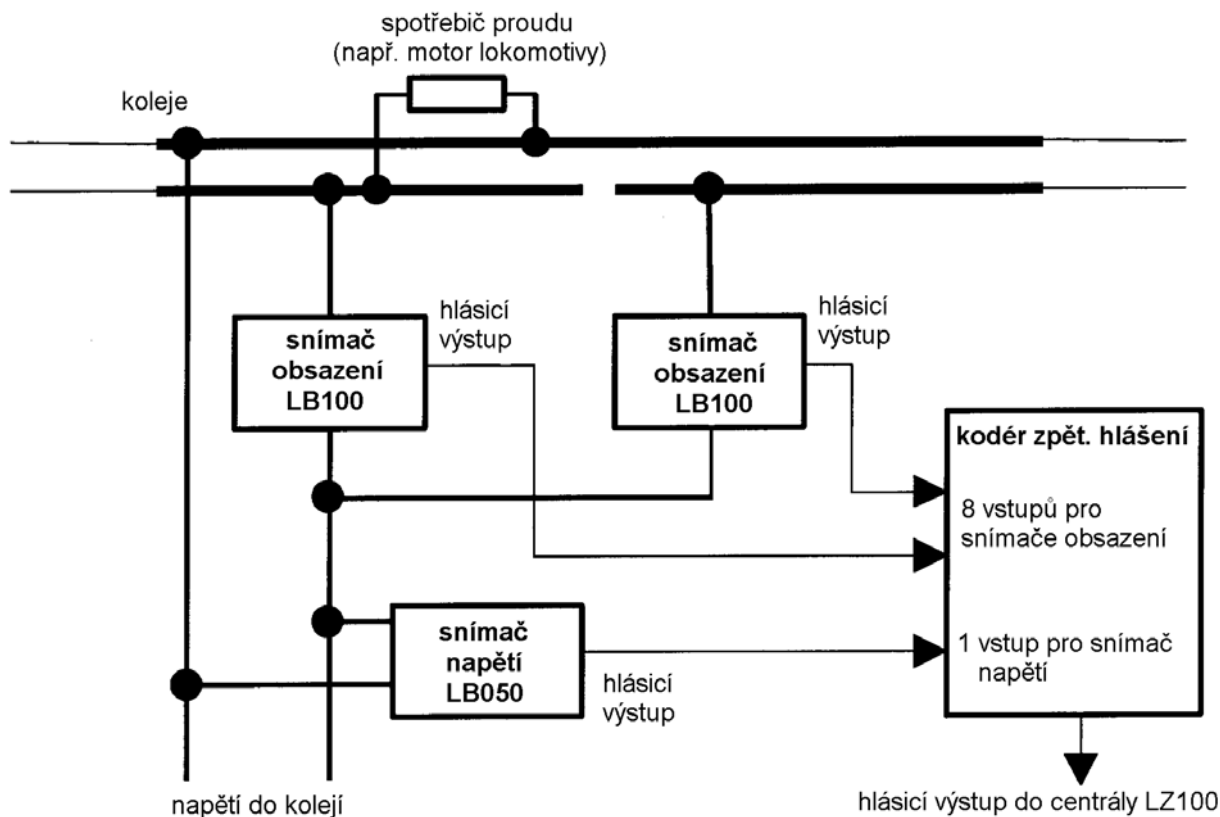 spotřebič proudu
(např. motor lokomotivy)
koleje
hlásicí
výstup
snímač
obsazení
LB100
hlásicí
výstup
snímač
obsazení
LB100
kodér zpět. hlášení
8 vstupů pro
snímače obsazení
1 vstup pro snímač
napětí
snímač
napětí
LB050
hlásicí
výstup
napětí do kolejí
hlásicí výstup do centrály LZ100